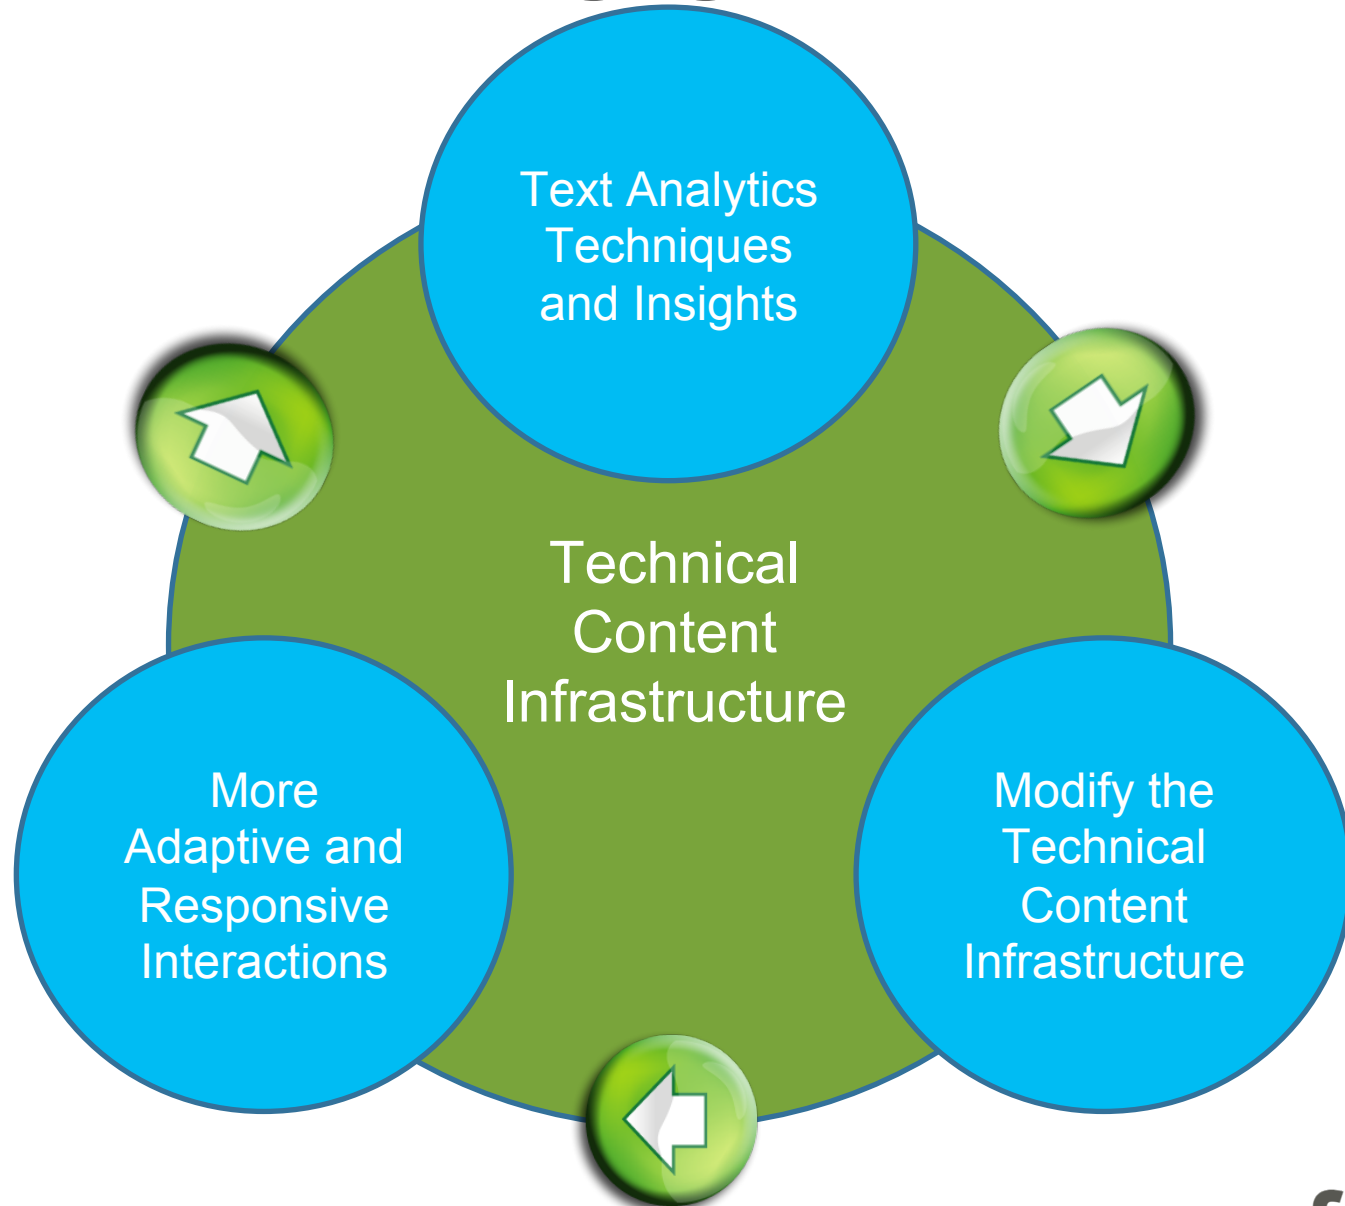 Text Analytics
Techniques
and Insights
Technical
Content
Infrastructure
More
Adaptive and
Responsive
Interactions
Modify the
Technical
Content
Infrastructure